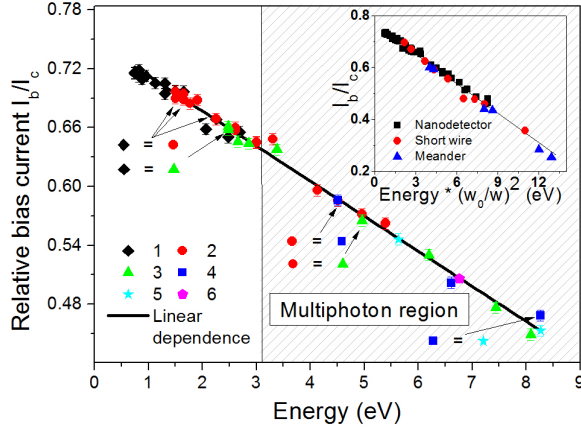 Relative bias current I_b/I_c
0.76
0.72
0.66
0.60
0.54
0.48
0 1 2 3 4 5 6 7 8 9
Energy (eV)
=
=
=
=
=
1 2
3 4
5 6
Linear
dependence
Multiphoton region
I_b/I_c
0.8
0.6
0.4
0.2
0 3 6 9 12
Energy * (w_0/w)^2 (eV)
Nanodetector
Short wire
Meander